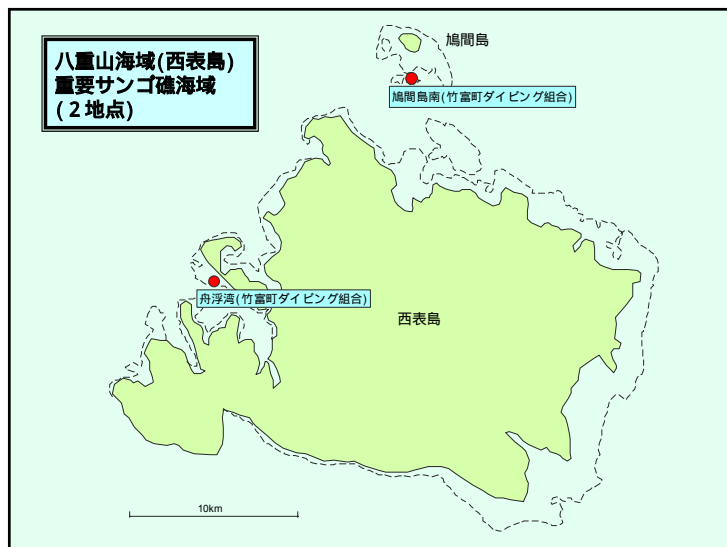 八重山海域(西表島)
重要サンゴ礁海域
(２地点)
鳩間島
鳩間島南(竹富町ダイビング組合)
舟浮湾(竹富町ダイビング組合)
西表島
10km